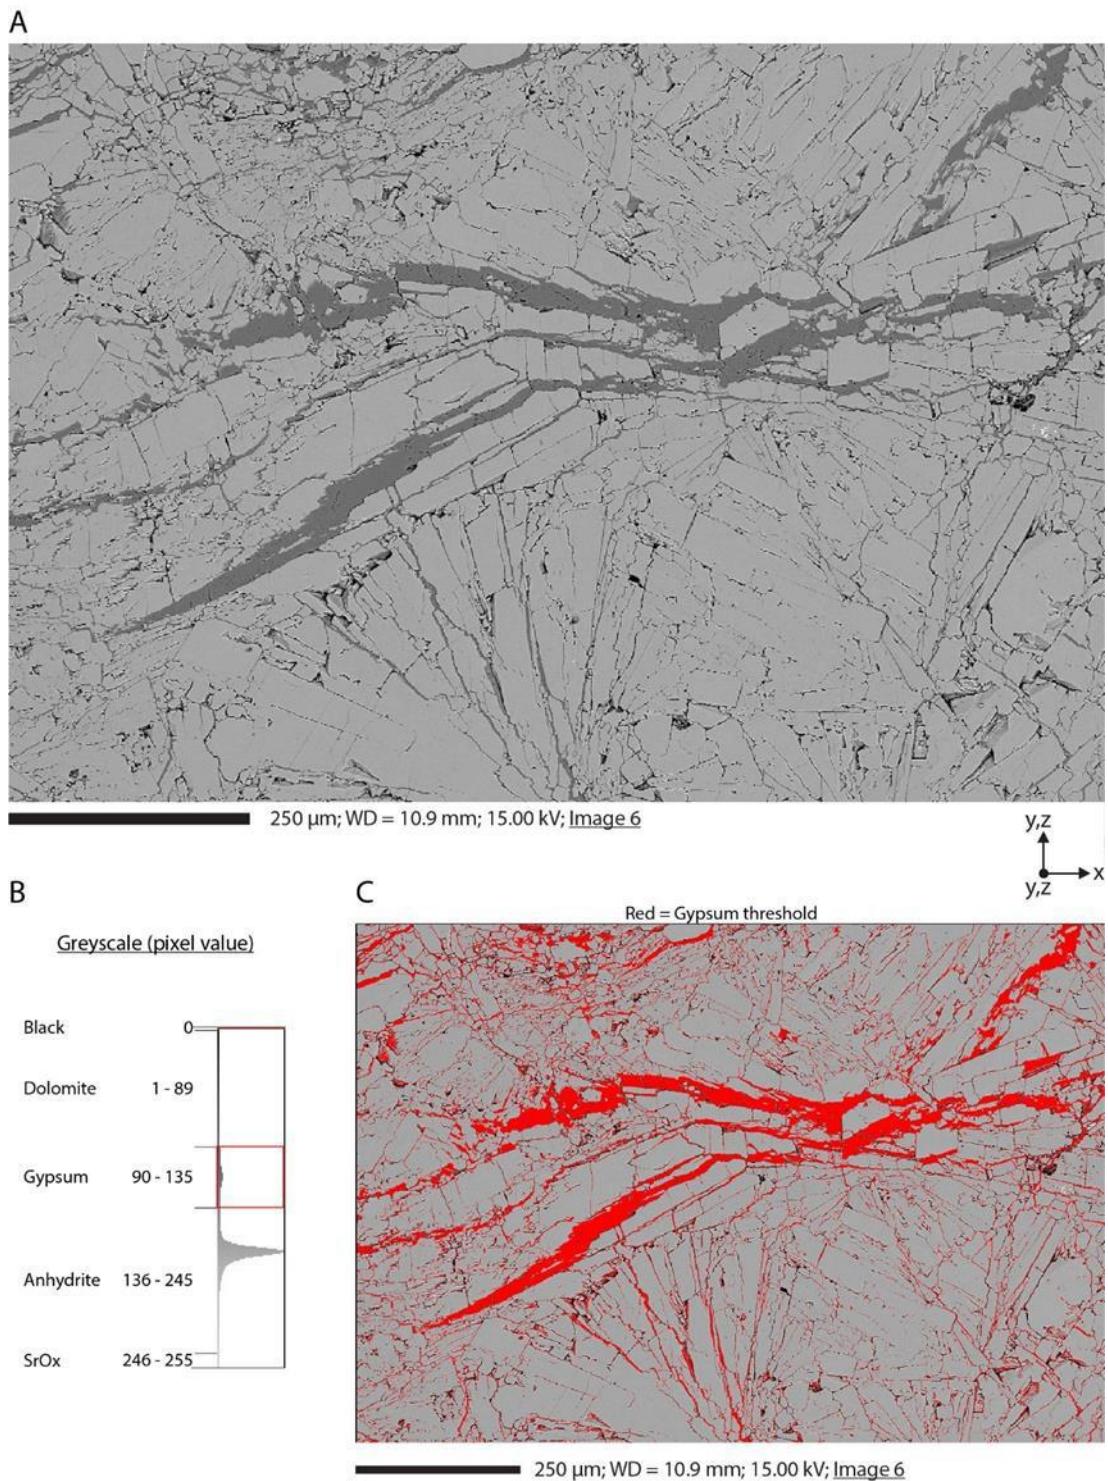 A
250 µm; WD = 10.9 mm; 15.00 kV; Image 6
y,z
x
y,z
B
C
Red = Gypsum threshold
Greyscale (pixel value)
Black 0
Dolomite 1 - 89
Gypsum 90 - 135
Anhydrite 136 - 245
SrOx 246 - 255
250 µm; WD = 10.9 mm; 15.00 kV; Image 6